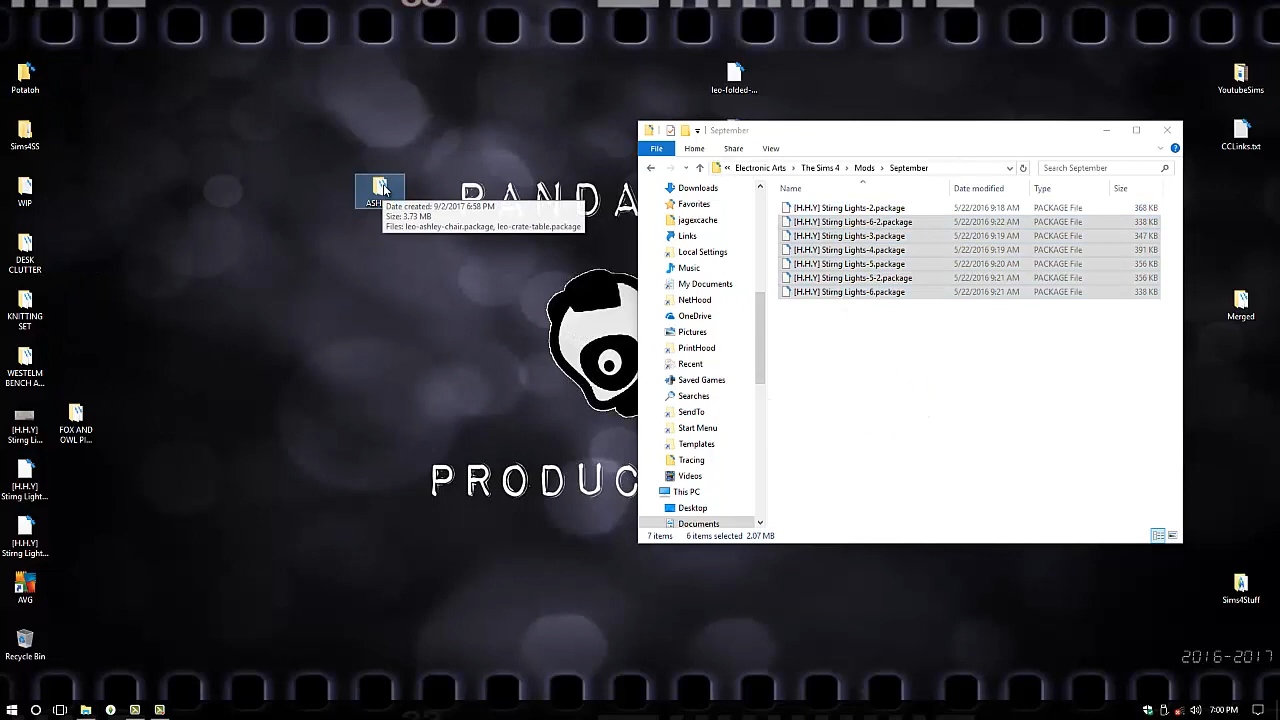 Potatoh
Sims4SS
WIP
DESK
CLUTTER
KNITTING
SET
WESTELM
BENCH A...
[H.H.Y]
Stirng Li...
FOX AND
OWL PI...
[H.H.Y]
Stirng Light...
[H.H.Y]
Stirng Light...
AVG
Recycle Bin
PANDA
PRODUC
Date created: 9/2/2017 6:58 PM
Size: 3.73 MB
Files: leo-ashley-chair.package, leo-crate-table.package
leo-folded-...
September
File Home Share View
Electronic Arts The Sims 4 Mods September Search September
Downloads
Favorites
jagexcache
Links
Local Settings
Music
My Documents
NetHood
OneDrive
Pictures
PrintHood
Recent
Saved Games
Searches
SendTo
Start Menu
Templates
Tracing
Videos
This PC
Desktop
Documents
Name Date modified Type Size
[H.H.Y] Stirng Lights-2.package 5/22/2016 9:18 AM PACKAGE File 368 KB
[H.H.Y] Stirng Lights-6-2.package 5/22/2016 9:22 AM PACKAGE File 338 KB
[H.H.Y] Stirng Lights-3.package 5/22/2016 9:19 AM PACKAGE File 347 KB
[H.H.Y] Stirng Lights-4.package 5/22/2016 9:19 AM PACKAGE File 391 KB
[H.H.Y] Stirng Lights-5.package 5/22/2016 9:20 AM PACKAGE File 356 KB
[H.H.Y] Stirng Lights-5-2.package 5/22/2016 9:21 AM PACKAGE File 356 KB
[H.H.Y] Stirng Lights-6.package 5/22/2016 9:21 AM PACKAGE File 338 KB
7 items 6 items selected 2.07 MB
YoutubeSims
CCLinks.txt
Merged
Sims4Stuff
2016-2017
7:00 PM